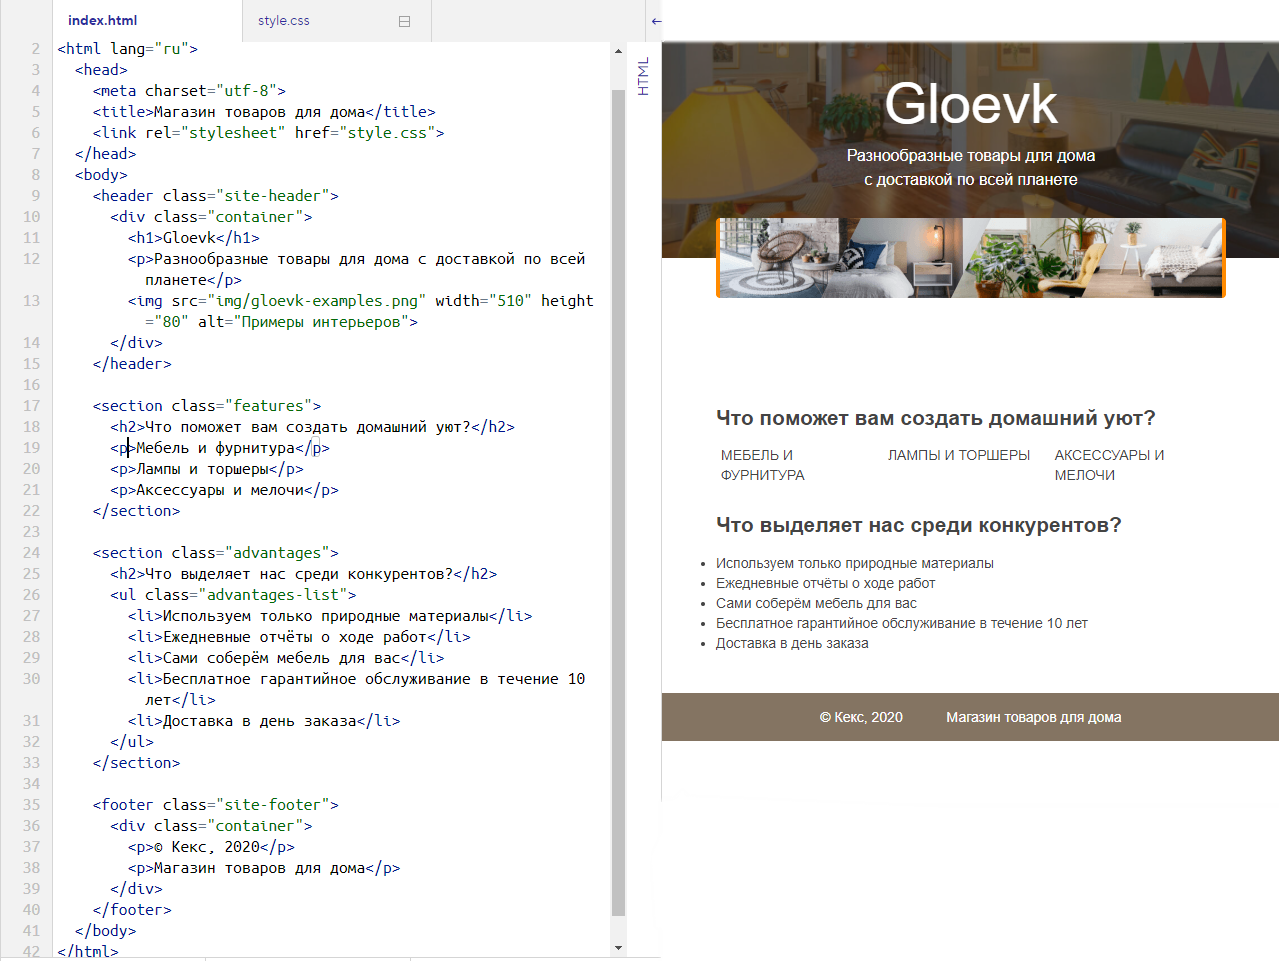 index.html
style.css
←
HTML
2 <html lang="ru">
3 <head>
4 <meta charset="utf-8">
5 <title>Магазин товаров для дома</title>
6 <link rel="stylesheet" href="style.css">
7 </head>
8 <body>
9 <header class="site-header">
10 <div class="container">
11 <h1>Gloevk</h1>
12 <p>Разнообразные товары для дома с доставкой по всей
планете</p>
13 <img src="img/gloevk-examples.png" width="510" height
="80" alt="Примеры интерьеров">
14 </div>
15 </header>
16
17 <section class="features">
18 <h2>Что поможет вам создать домашний уют?</h2>
19 <p>Мебель и фурнитура</p>
20 <p>Лампы и торшеры</p>
21 <p>Аксессуары и мелочи</p>
22 </section>
23
24 <section class="advantages">
25 <h2>Что выделяет нас среди конкурентов?</h2>
26 <ul class="advantages-list">
27 <li>Используем только природные материалы</li>
28 <li>Ежедневные отчёты о ходе работ</li>
29 <li>Сами соберём мебель для вас</li>
30 <li>Бесплатное гарантийное обслуживание в течение 10
лет</li>
31 <li>Доставка в день заказа</li>
32 </ul>
33 </section>
34
35 <footer class="site-footer">
36 <div class="container">
37 <p>© Кекс, 2020</p>
38 <p>Магазин товаров для дома</p>
39 </div>
40 </footer>
41 </body>
42 </html>
Gloevk
Разнообразные товары для дома
с доставкой по всей планете
Что поможет вам создать домашний уют?
МЕБЕЛЬ И
ФУРНИТУРА
ЛАМПЫ И ТОРШЕРЫ
АКСЕССУАРЫ И
МЕЛОЧИ
Что выделяет нас среди конкурентов?
• Используем только природные материалы
• Ежедневные отчёты о ходе работ
• Сами соберём мебель для вас
• Бесплатное гарантийное обслуживание в течение 10 лет
• Доставка в день заказа
© Кекс, 2020
Магазин товаров для дома